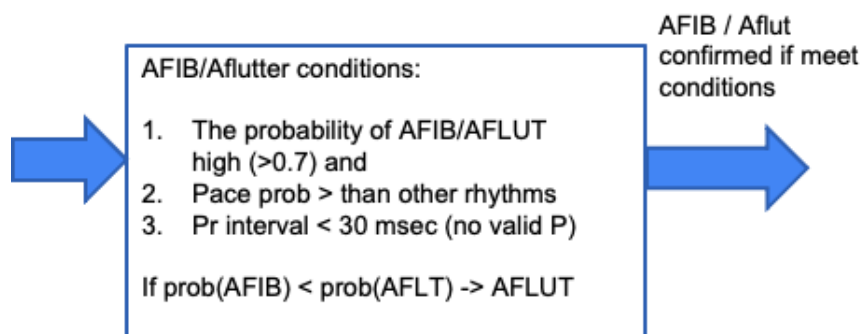 AFIB / Aflut
confirmed if meet
conditions
AFIB/Aflutter conditions:
1. The probability of AFIB/AFLUT
high (>0.7) and
2. Pace prob > than other rhythms
3. Pr interval < 30 msec (no valid P)
If prob(AFIB) < prob(AFLT) -> AFLUT